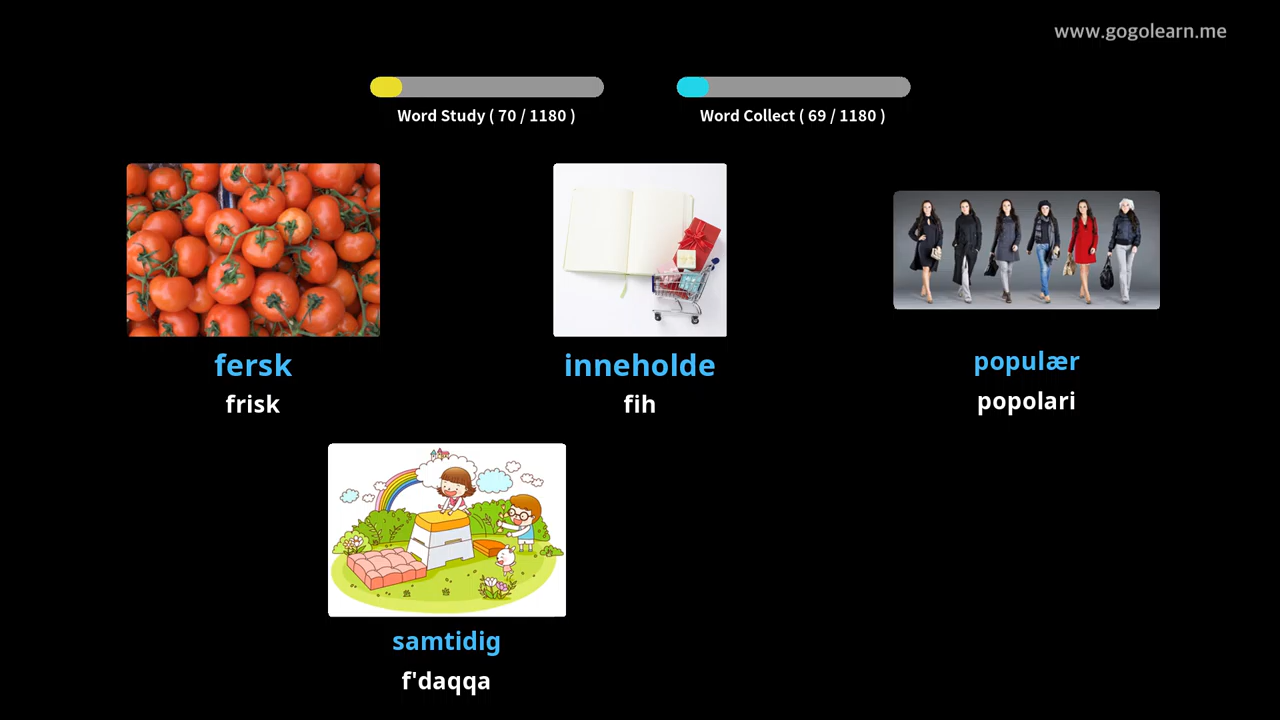 www.gogolearn.me
Word Study ( 70 / 1180 )
Word Collect ( 69 / 1180 )
fersk
frisk
inneholde
fih
populær
popolari
samtidig
f'daqqa